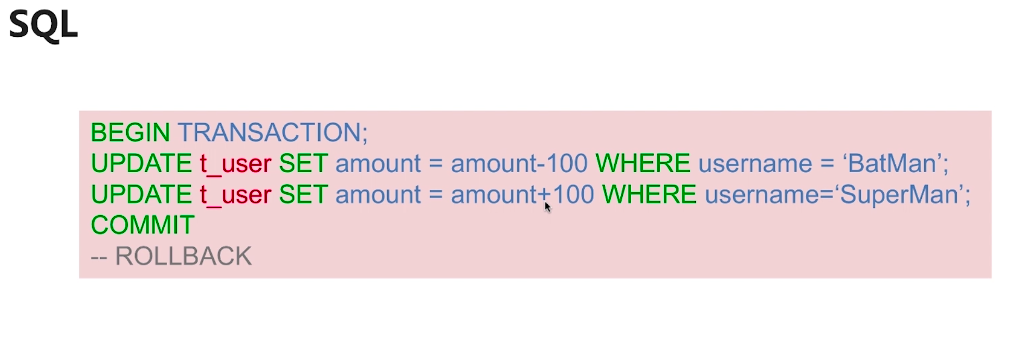 SQL
BEGIN TRANSACTION;
UPDATE t_user SET amount = amount-100 WHERE username = ‘BatMan’;
UPDATE t_user SET amount = amount+100 WHERE username=‘SuperMan’;
COMMIT
-- ROLLBACK